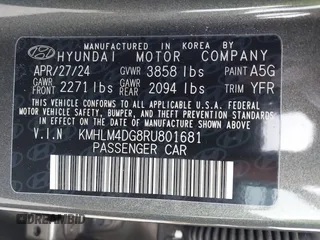 MANUFACTURED IN KOREA BY
HYUNDAI MOTOR COMPANY
APR/27/24 GVWR 3858 lbs PAINT A5G
GAWR FRONT 2271 lbs GAWR REAR 2094 lbs TRIM YFR
THIS VEHICLE CONFORMS TO ALL APPLICABLE
FEDERAL MOTOR VEHICLE SAFETY, BUMPER, AND
THEFT PREVENTION STANDARDS IN EFFECT ON
THE DATE OF MANUFACTURE SHOWN ABOVE.
V.I.N KMHLM4DG8RU801681
PASSENGER CAR